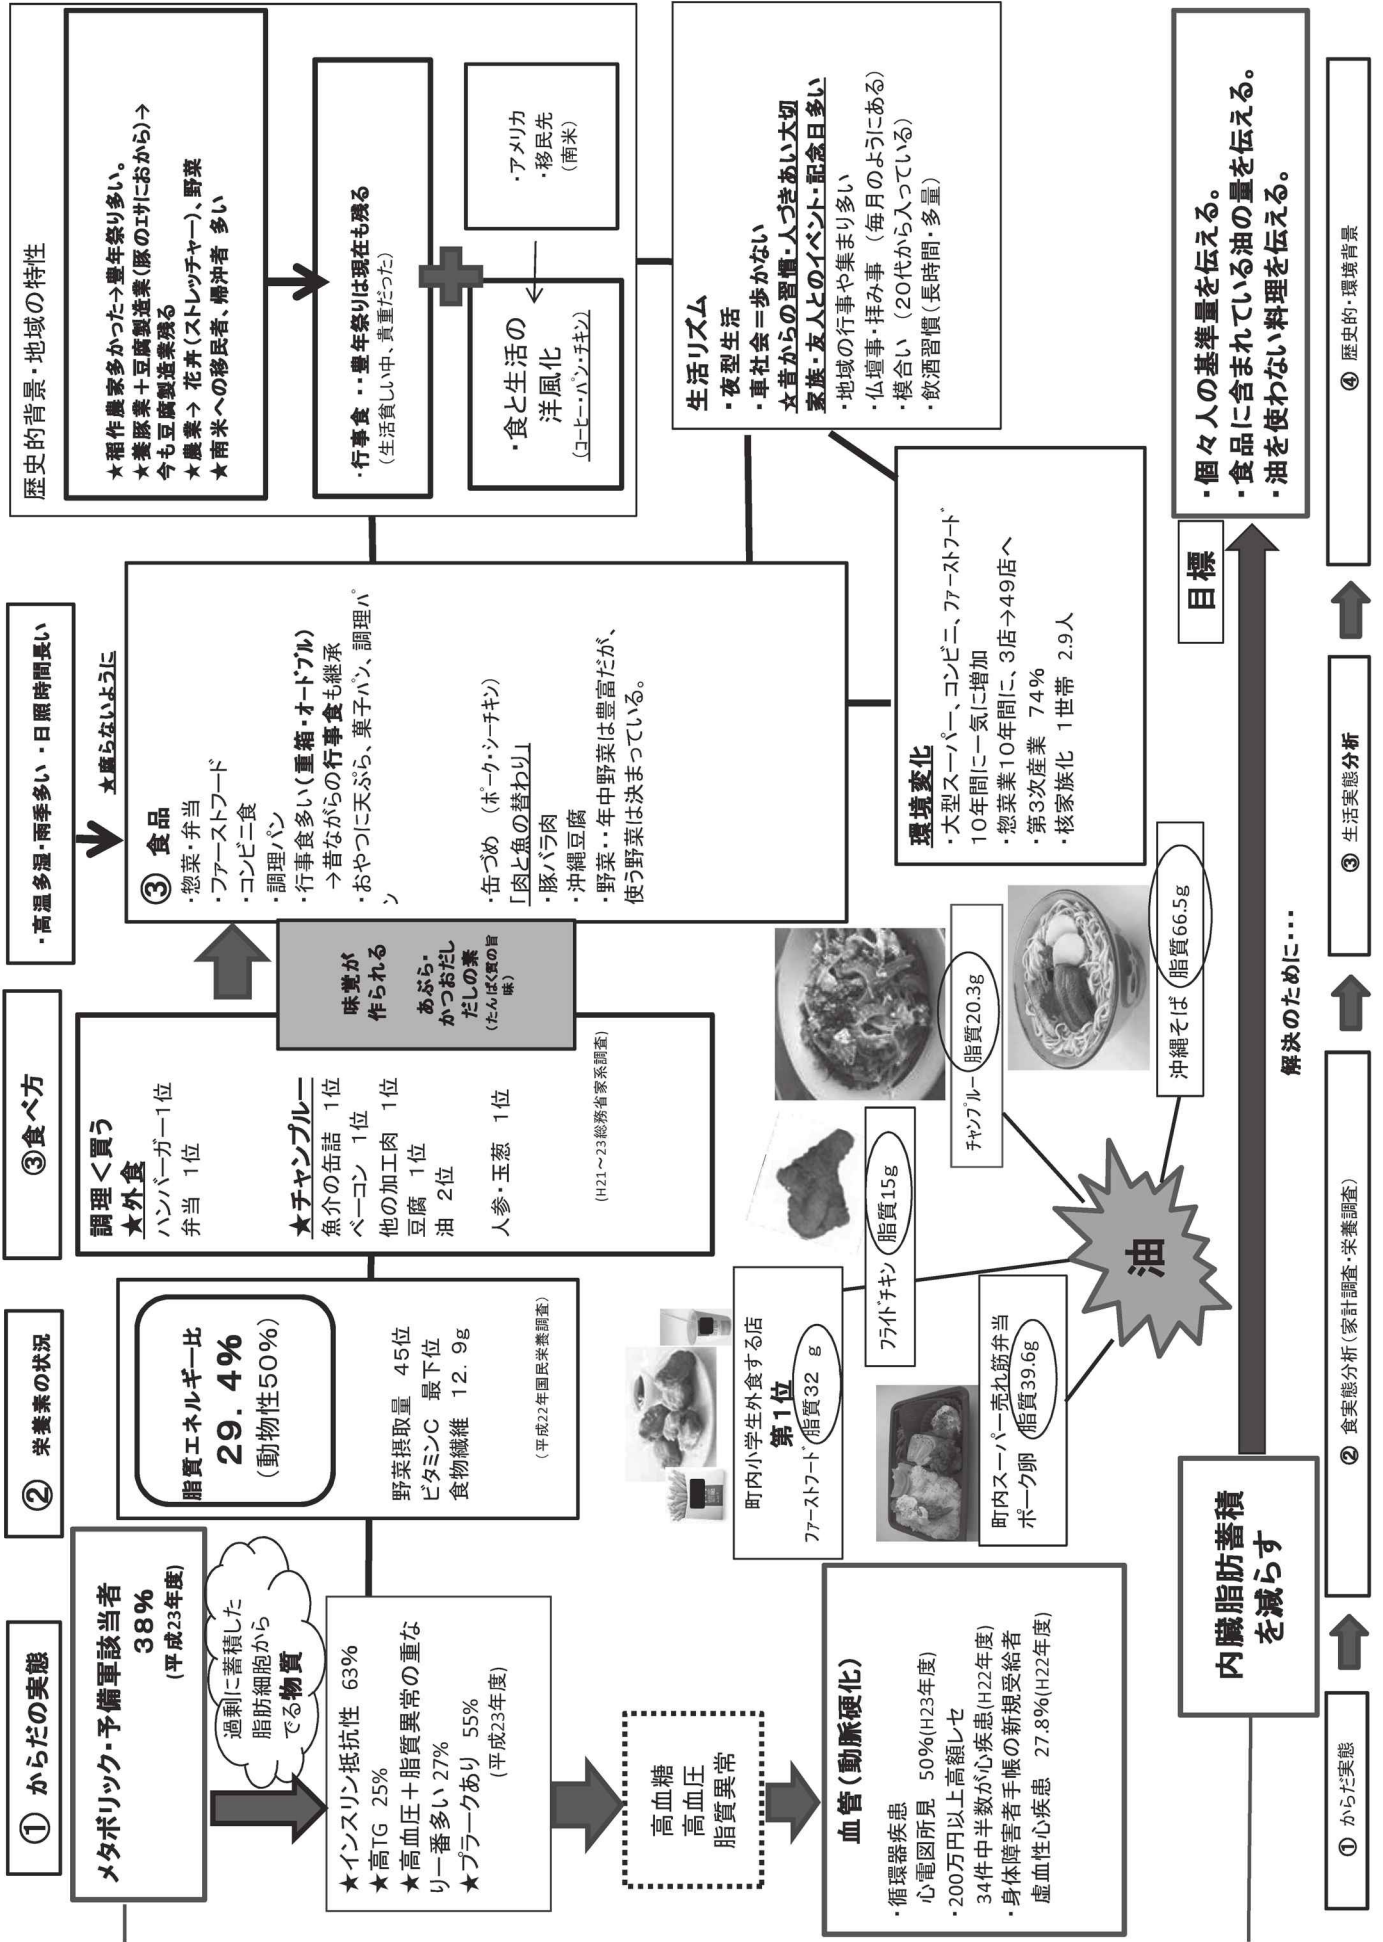 ① からだの実態
メタボリック・予備軍該当者
38%
(平成23年度)
過剰に蓄積した
脂肪細胞から
でる物質
★インスリン抵抗性 63%
★高TG 25%
★高血圧＋脂質異常の重な
り一番多い 27%
★プラークあり 55%
(平成23年度)
高血糖
高血圧
脂質異常
血管(動脈硬化)
・循環器疾患
心電図所見 50%(H23年度)
・200万円以上高額レセ
34件中半数が心疾患(H22年度)
・身体障害者手帳の新規受給者
虚血性心疾患 27.8%(H22年度)
② 栄養素の状況
脂質エネルギー比
29. 4%
(動物性50%)
野菜摂取量 45位
ビタミンC 最下位
食物繊維 12. 9g
(平成22年国民栄養調査)
③食べ方
調理＜買う
★外食
ハンバーガー1位
弁当 1位
★チャンプルー
魚介の缶詰 1位
ベーコン 1位
他の加工肉 1位
豆腐 1位
油 2位
人参・玉葱 1位
(H21～23総務省家系調査)
味覚が
作られる
あぶら・
かつおだし
だしの素
(たんぱく質の旨
味)
・高温多湿・雨季多い・日照時間長い
★腐らないように
③ 食品
・惣菜・弁当
・ファーストフード
・コンビニ食
・調理パン
・行事食多い(重箱・オードブル)
→昔ながらの行事食も継承
・おやつに天ぷら、菓子パン、調理パ
ン
・缶づめ (ポーク・シーチキン)
「肉と魚の替わり」
・豚バラ肉
・沖縄豆腐
・野菜・・年中野菜は豊富だが、
使う野菜は決まっている。
歴史的背景・地域の特性
★稲作農家多かった→豊年祭り多い。
★養豚業＋豆腐製造業(豚のエサにおから)→
今も豆腐製造業残る
★農業→ 花卉(ストレッチャー)、野菜
★南米への移民者、帰沖者 多い
・行事食 ・・豊年祭りは現在も残る
(生活貧しい中、貴重だった)
・食と生活の
洋風化
(コーヒー・パン・チキン)
・アメリカ
・移民先
(南米)
生活リズム
・夜型生活
・車社会＝歩かない
★昔からの習慣・人づきあい大切
家族・友人とのイベント・記念日多い
・地域の行事や集まり多い
・仏壇事・拝み事 (毎月のようにある)
・模合い (20代から入っている)
・飲酒習慣(長時間・多量)
環境変化
・大型スーパー、コンビニ、ファーストフード
10年間に一気に増加
・惣菜業10年間に、3店→49店へ
・第3次産業 74%
・核家族化 1世帯 2.9人
町内小学生外食する店
第1位
ファーストフード 脂質32 g
フライドチキン 脂質15g
チャンプルー 脂質20.3g
沖縄そば 脂質66.5g
町内スーパー売れ筋弁当
ポーク卵 脂質39.6g
油
内臓脂肪蓄積
を減らす
解決のために・・・
目標
・個々人の基準量を伝える。
・食品に含まれている油の量を伝える。
・油を使わない料理を伝える。
① からだ実態
② 食実態分析(家計調査・栄養調査)
③ 生活実態分析
④ 歴史的・環境背景